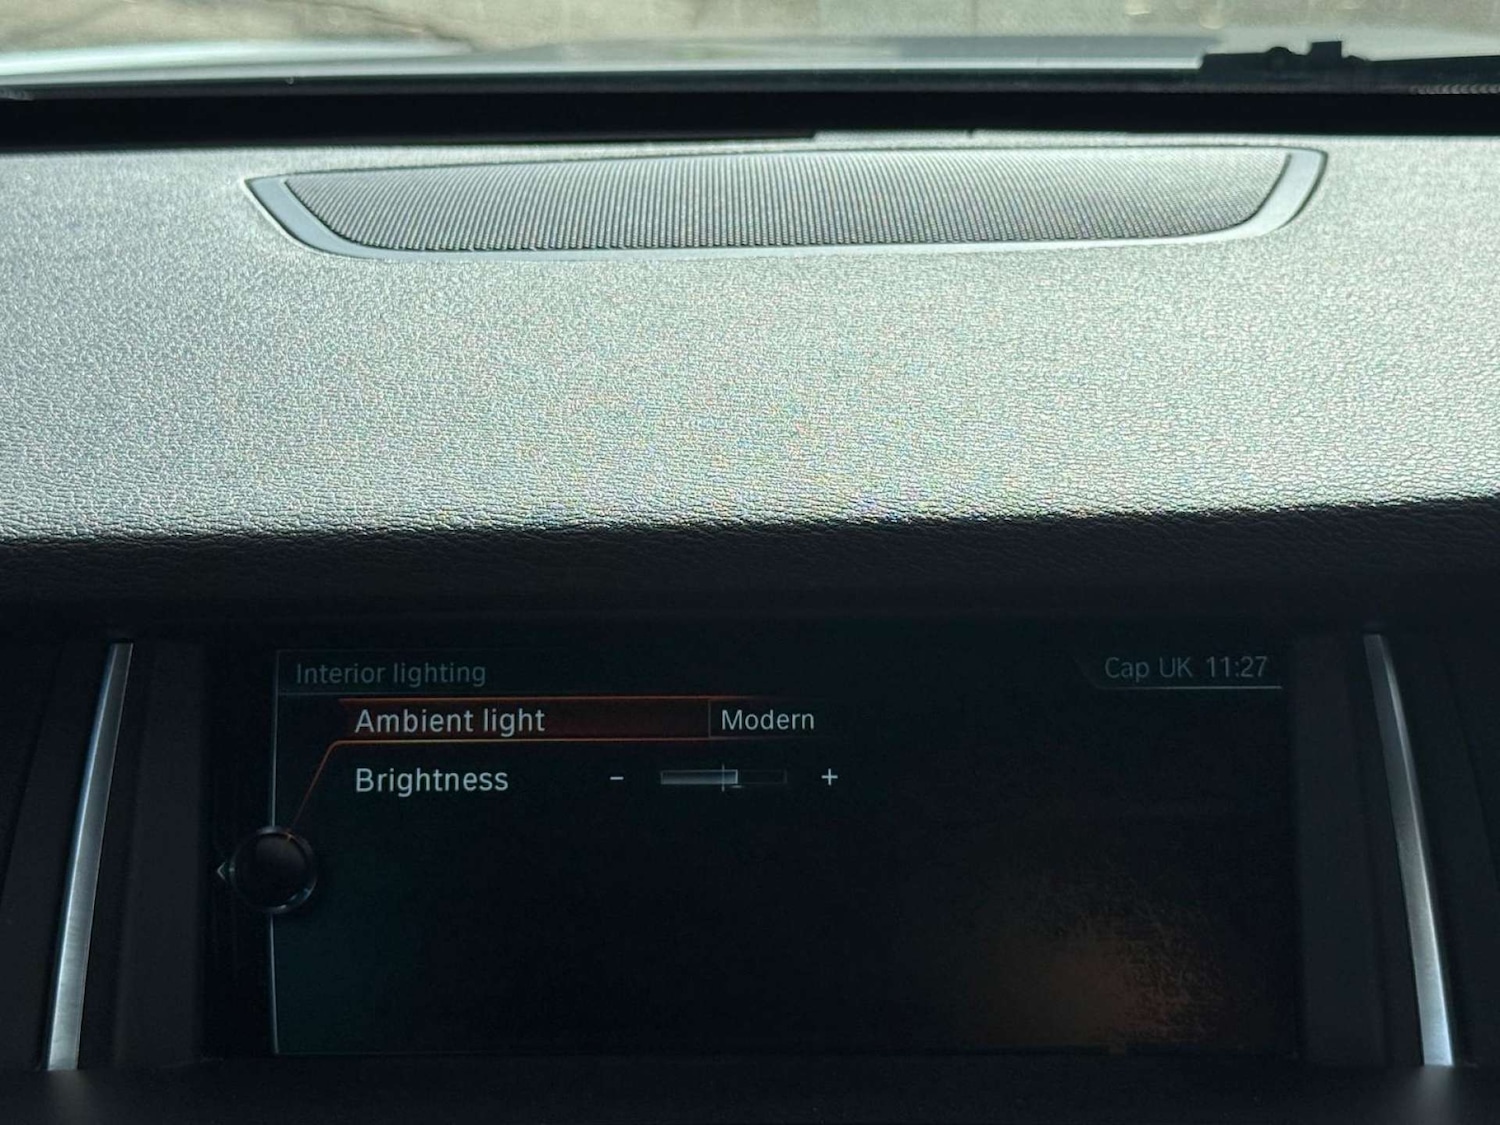 Interior lighting Cap UK 11:27
Ambient light Modern
Brightness - +